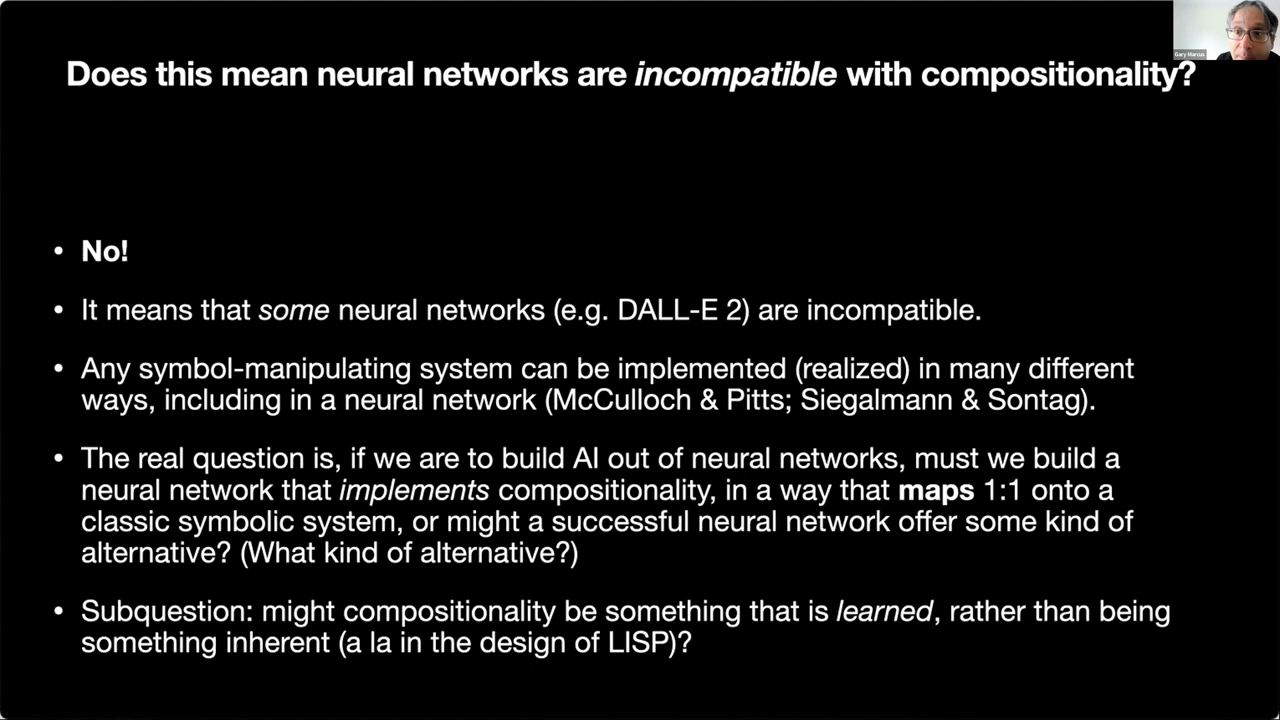 Gary Marcus
Does this mean neural networks are incompatible with compositionality?
• No!
• It means that some neural networks (e.g. DALL-E 2) are incompatible.
• Any symbol-manipulating system can be implemented (realized) in many different
ways, including in a neural network (McCulloch & Pitts; Siegalmann & Sontag).
• The real question is, if we are to build AI out of neural networks, must we build a
neural network that implements compositionality, in a way that maps 1:1 onto a
classic symbolic system, or might a successful neural network offer some kind of
alternative? (What kind of alternative?)
• Subquestion: might compositionality be something that is learned, rather than being
something inherent (a la in the design of LISP)?